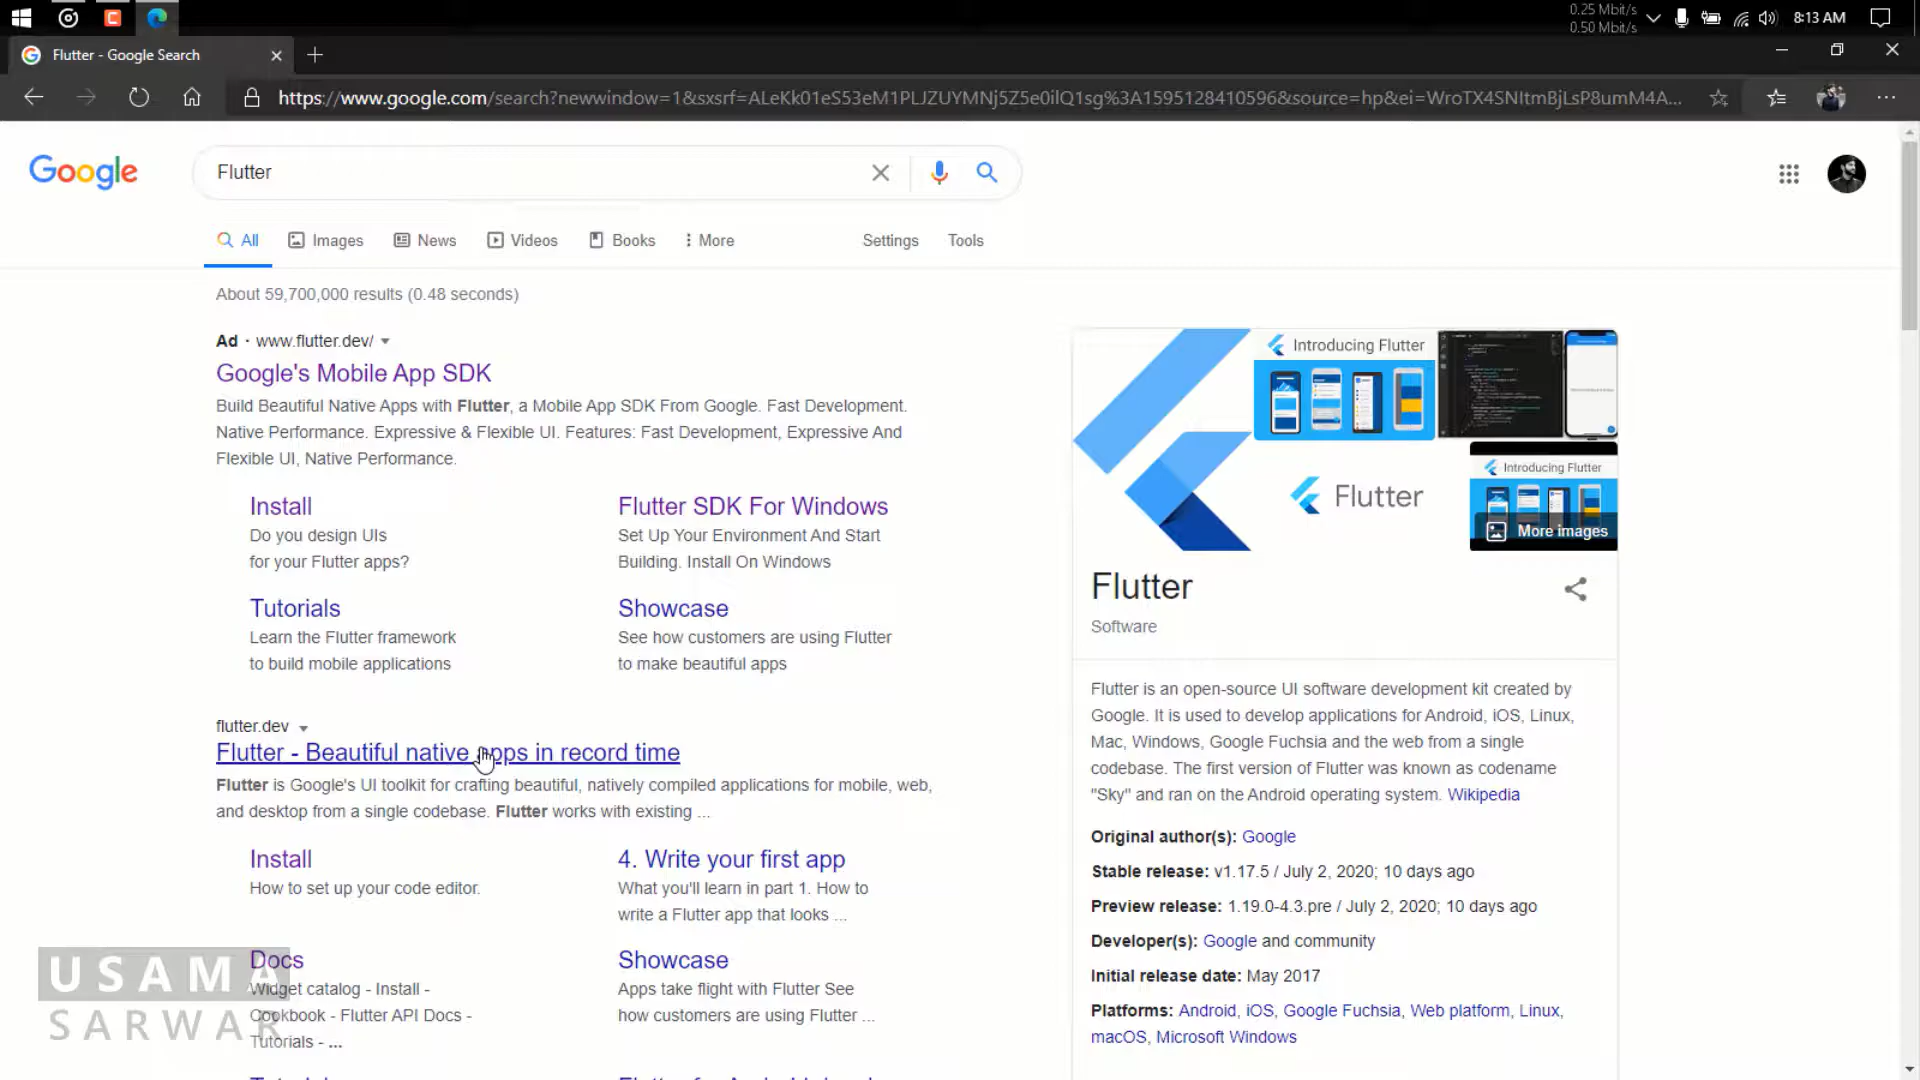 0.25 Mbit/s
0.50 Mbit/s
8:13 AM
Flutter - Google Search
https://www.google.com/search?newwindow=1&sxsrf=ALeKk01eS53eM1PLJZUYMNj5Z5e0ilQ1sg%3A1595128410596&source=hp&ei=WroTX4SNItmBjLsP8umM4A...
Google
Flutter
All
Images
News
Videos
Books
More
Settings
Tools
About 59,700,000 results (0.48 seconds)
Ad · www.flutter.dev/
Google's Mobile App SDK
Build Beautiful Native Apps with Flutter, a Mobile App SDK From Google. Fast Development.
Native Performance. Expressive & Flexible UI. Features: Fast Development, Expressive And
Flexible UI, Native Performance.
Install
Do you design UIs
for your Flutter apps?
Flutter SDK For Windows
Set Up Your Environment And Start
Building. Install On Windows
Tutorials
Learn the Flutter framework
to build mobile applications
Showcase
See how customers are using Flutter
to make beautiful apps
flutter.dev
Flutter - Beautiful native apps in record time
Flutter is Google's UI toolkit for crafting beautiful, natively compiled applications for mobile, web,
and desktop from a single codebase. Flutter works with existing ...
Install
How to set up your code editor.
4. Write your first app
What you'll learn in part 1. How to
write a Flutter app that looks ...
Docs
Widget catalog - Install -
Cookbook - Flutter API Docs -
Tutorials - ...
Showcase
Apps take flight with Flutter See
how customers are using Flutter ...
USAMA
SARWAR
Introducing Flutter
Flutter
Introducing Flutter
More images
Flutter
Software
Flutter is an open-source UI software development kit created by
Google. It is used to develop applications for Android, iOS, Linux,
Mac, Windows, Google Fuchsia and the web from a single
codebase. The first version of Flutter was known as codename
"Sky" and ran on the Android operating system. Wikipedia
Original author(s): Google
Stable release: v1.17.5 / July 2, 2020; 10 days ago
Preview release: 1.19.0-4.3.pre / July 2, 2020; 10 days ago
Developer(s): Google and community
Initial release date: May 2017
Platforms: Android, iOS, Google Fuchsia, Web platform, Linux,
macOS, Microsoft Windows